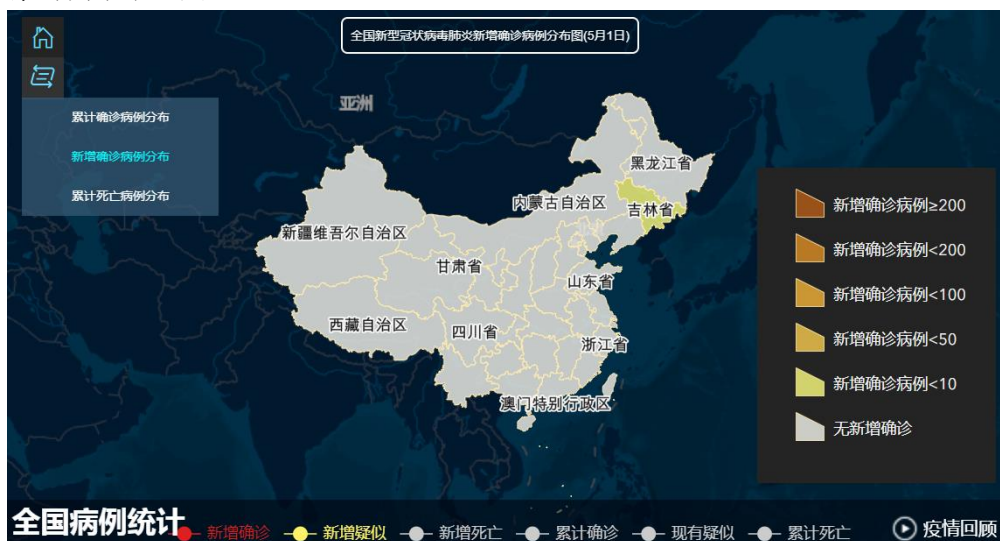 全国新型冠状病毒肺炎新增确诊病例分布图(5月1日)
亚洲
累计确诊病例分布
新增确诊病例分布
累计死亡病例分布
黑龙江省
内蒙古自治区
吉林省
新疆维吾尔自治区
甘肃省
山东省
西藏自治区
四川省
浙江省
澳门特别行政区
新增确诊病例≥200
新增确诊病例<200
新增确诊病例<100
新增确诊病例<50
新增确诊病例<10
无新增确诊
全国病例统计
新增确诊 新增疑似 新增死亡 累计确诊 现有疑似 累计死亡
疫情回顾